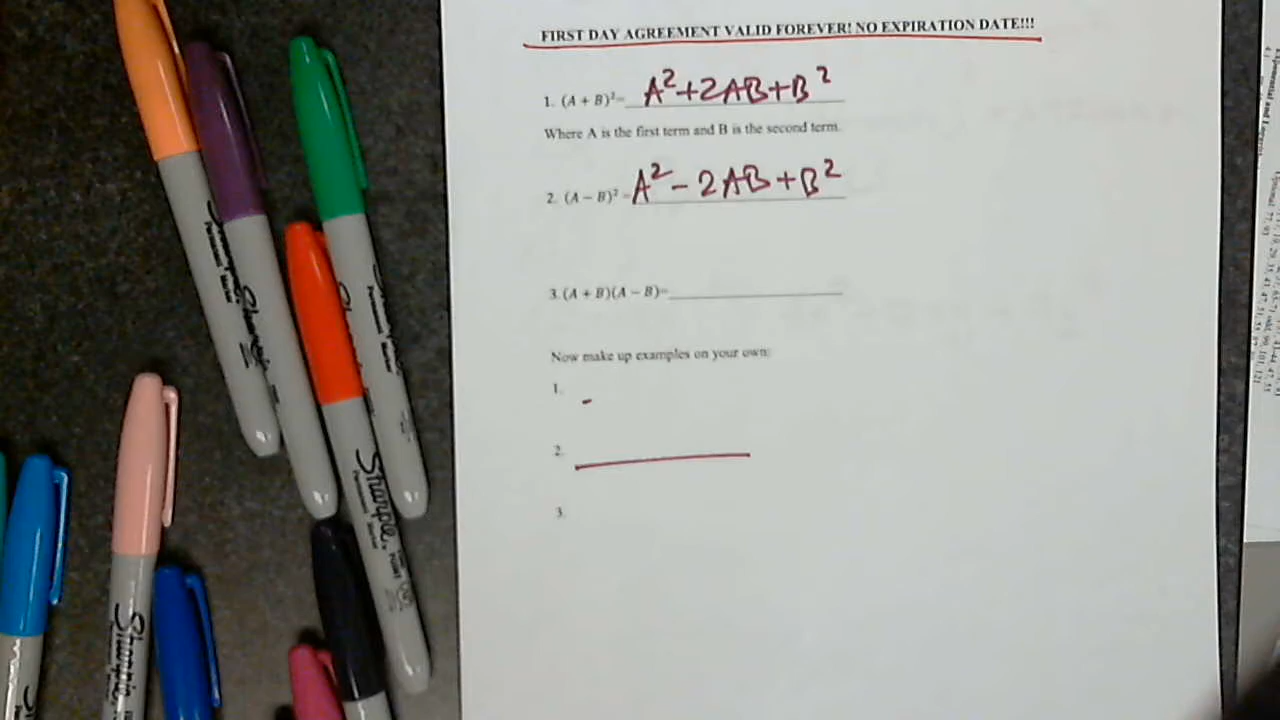 FIRST DAY AGREEMENT VALID FOREVER! NO EXPIRATION DATE!!!
1. (A + B)²= A²+2AB+B²
Where A is the first term and B is the second term.
2. (A – B)² = A² - 2AB + B²
3. (A + B)(A – B)=
Now make up examples on your own:
1.
2.
3.
Sharpie
Sharpie